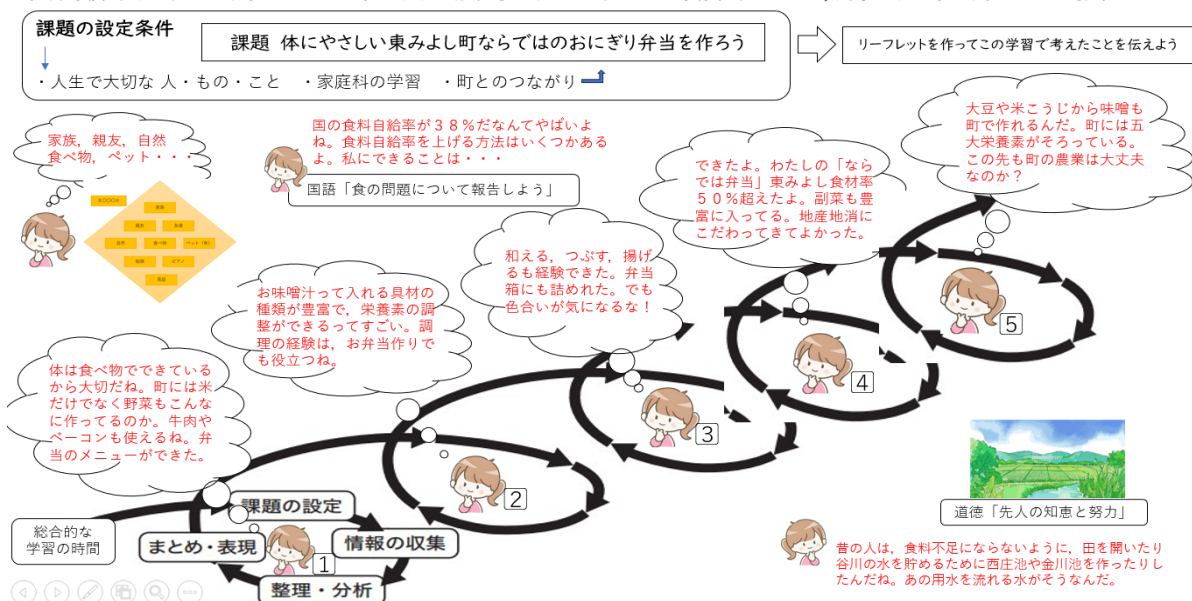 課題の設定条件
課題 体にやさしい東みよし町ならではのおにぎり弁当を作ろう
リーフレットを作ってこの学習で考えたことを伝えよう
・人生で大切な 人・もの・こと ・家庭科の学習 ・町とのつながり
家族，親友，自然
食べ物，ペット・・・
家族
自然
食べ物
ペット（魚）
ピアノ
国の食料自給率が３８％だなんてやばいよ
ね。食料自給率を上げる方法はいくつかある
よ。私にできることは・・・
国語「食の問題について報告しよう」
できたよ。わたしの「なら
では弁当」東みよし食材率
５０％超えたよ。副菜も豊
富に入ってる。地産地消に
こだわってきてよかった。
大豆や米こうじから味噌も
町で作れるんだ。町には五
大栄養素がそろっている。
この先も町の農業は大丈夫
なのか？
和える，つぶす，揚げ
るも経験できた。弁当
箱にも詰めれた。でも
色合いが気になるな！
お味噌汁って入れる具材の
種類が豊富で，栄養素の調
整ができるってすごい。調
理の経験は，お弁当作りで
も役立つね。
体は食べ物でできている
から大切だね。町には米
だけでなく野菜もこんな
に作ってるのか。牛肉や
ベーコンも使えるね。弁
当のメニューができた。
総合的な
学習の時間
課題の設定
情報の収集
整理・分析
まとめ・表現
1
2
3
4
5
道徳「先人の知恵と努力」
昔の人は，食料不足にならないように，田を開いたり
谷川の水を貯めるために西庄池や金川池を作ったりし
たんだね。あの用水を流れる水がそうなんだ。